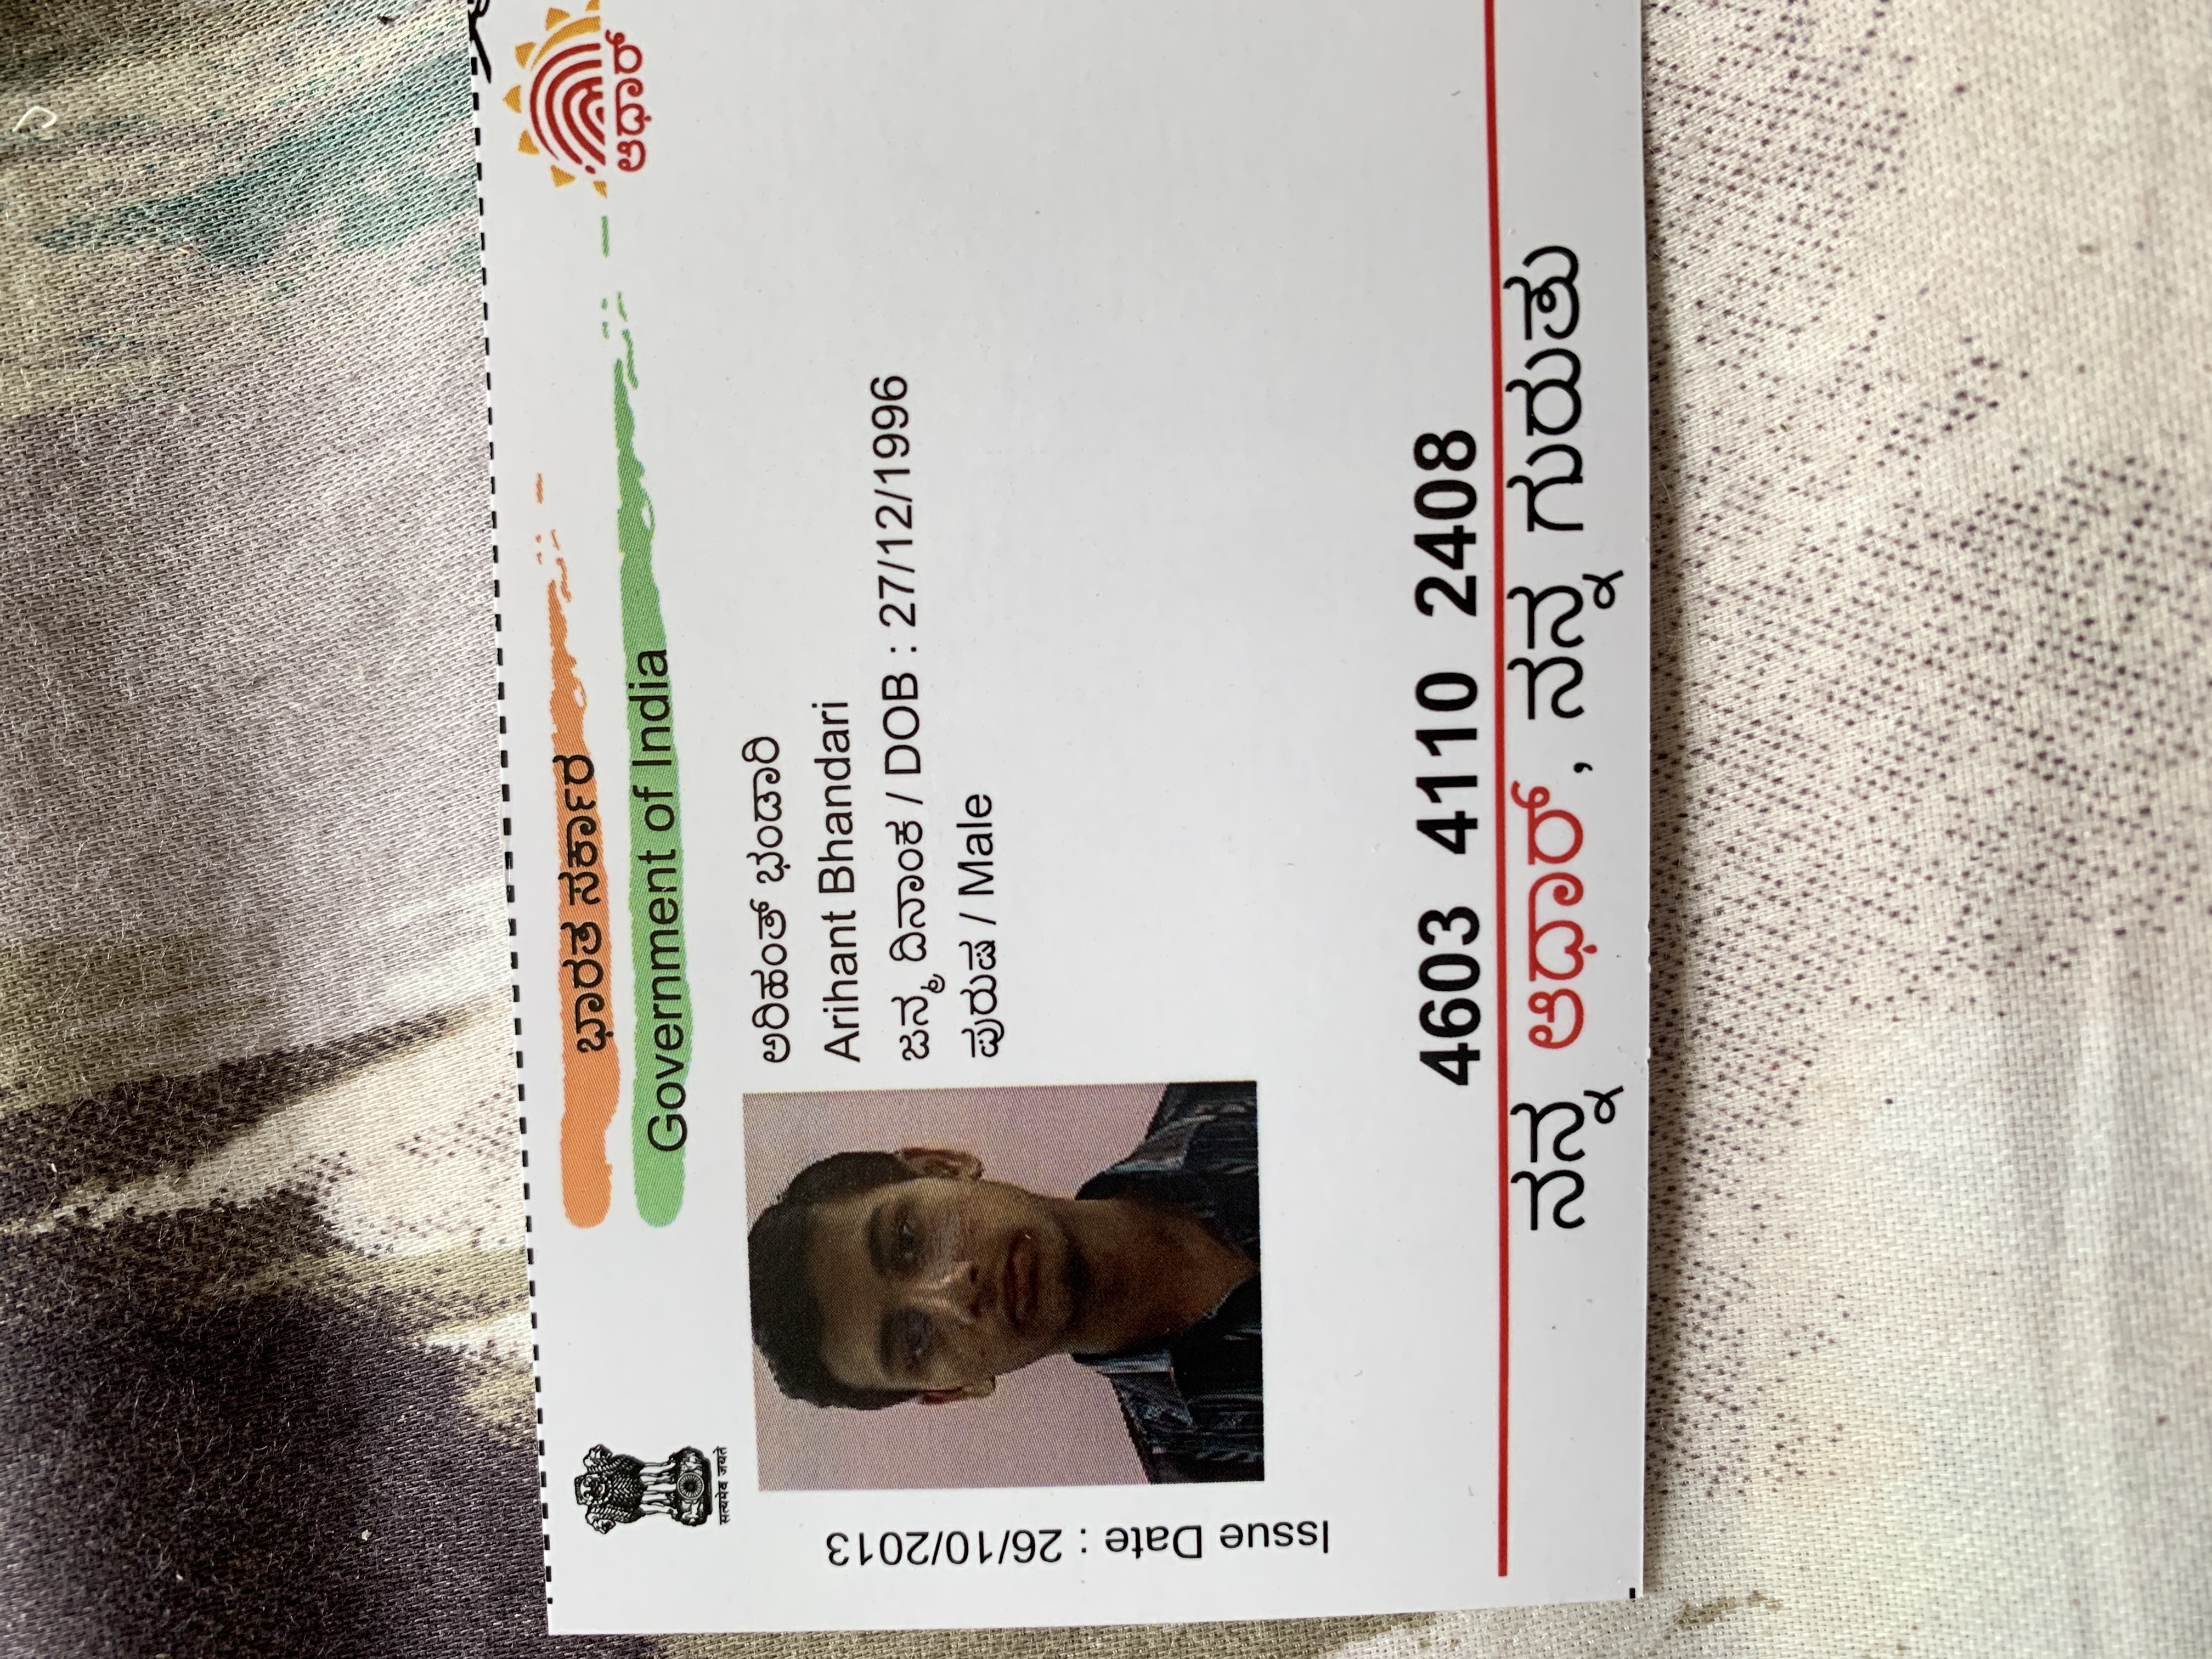 ಭಾರತ ಸರ್ಕಾರ
Government of India
ಆಧಾರ್
सत्यमेव जयते
ಅರಿಹಂತ್ ಭಂಡಾರಿ
Arihant Bhandari
ಜನ್ಮ ದಿನಾಂಕ / DOB : 27/12/1996
ಪುರುಷ / Male
Issue Date : 26/10/2013
4603 4110 2408
ನನ್ನ ಆಧಾರ್, ನನ್ನ ಗುರುತು